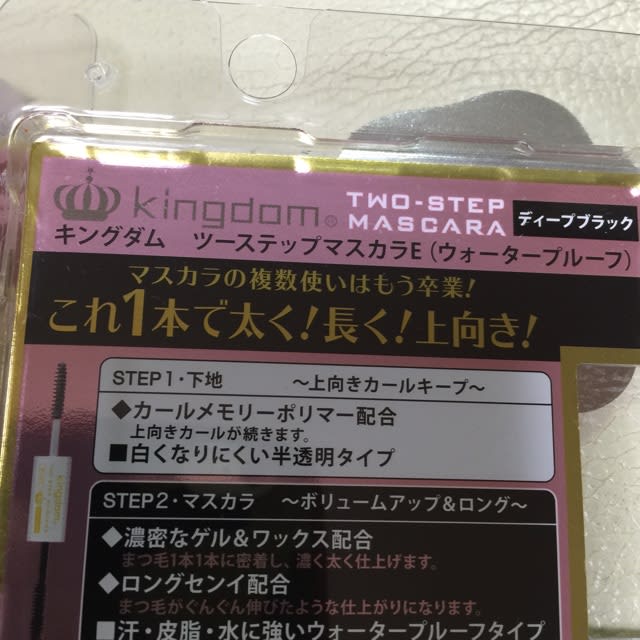 kingdom® TWO-STEP MASCARA ディープブラック
キングダム ツーステップマスカラE(ウォータープルーフ)
マスカラの複数使いはもう卒業!
これ1本で太く!長く!上向き!
STEP1・下地 〜上向きカールキープ〜
◆カールメモリーポリマー配合
上向きカールが続きます。
■白くなりにくい半透明タイプ
STEP2・マスカラ 〜ボリュームアップ&ロング〜
◆濃密なゲル&ワックス配合
まつ毛1本1本に密着し、濃く太く仕上げます。
◆ロングセンイ配合
まつ毛がぐんぐん伸びたような仕上がりになります。
■汗・皮脂・水に強いウォータープルーフタイプ
kingdom